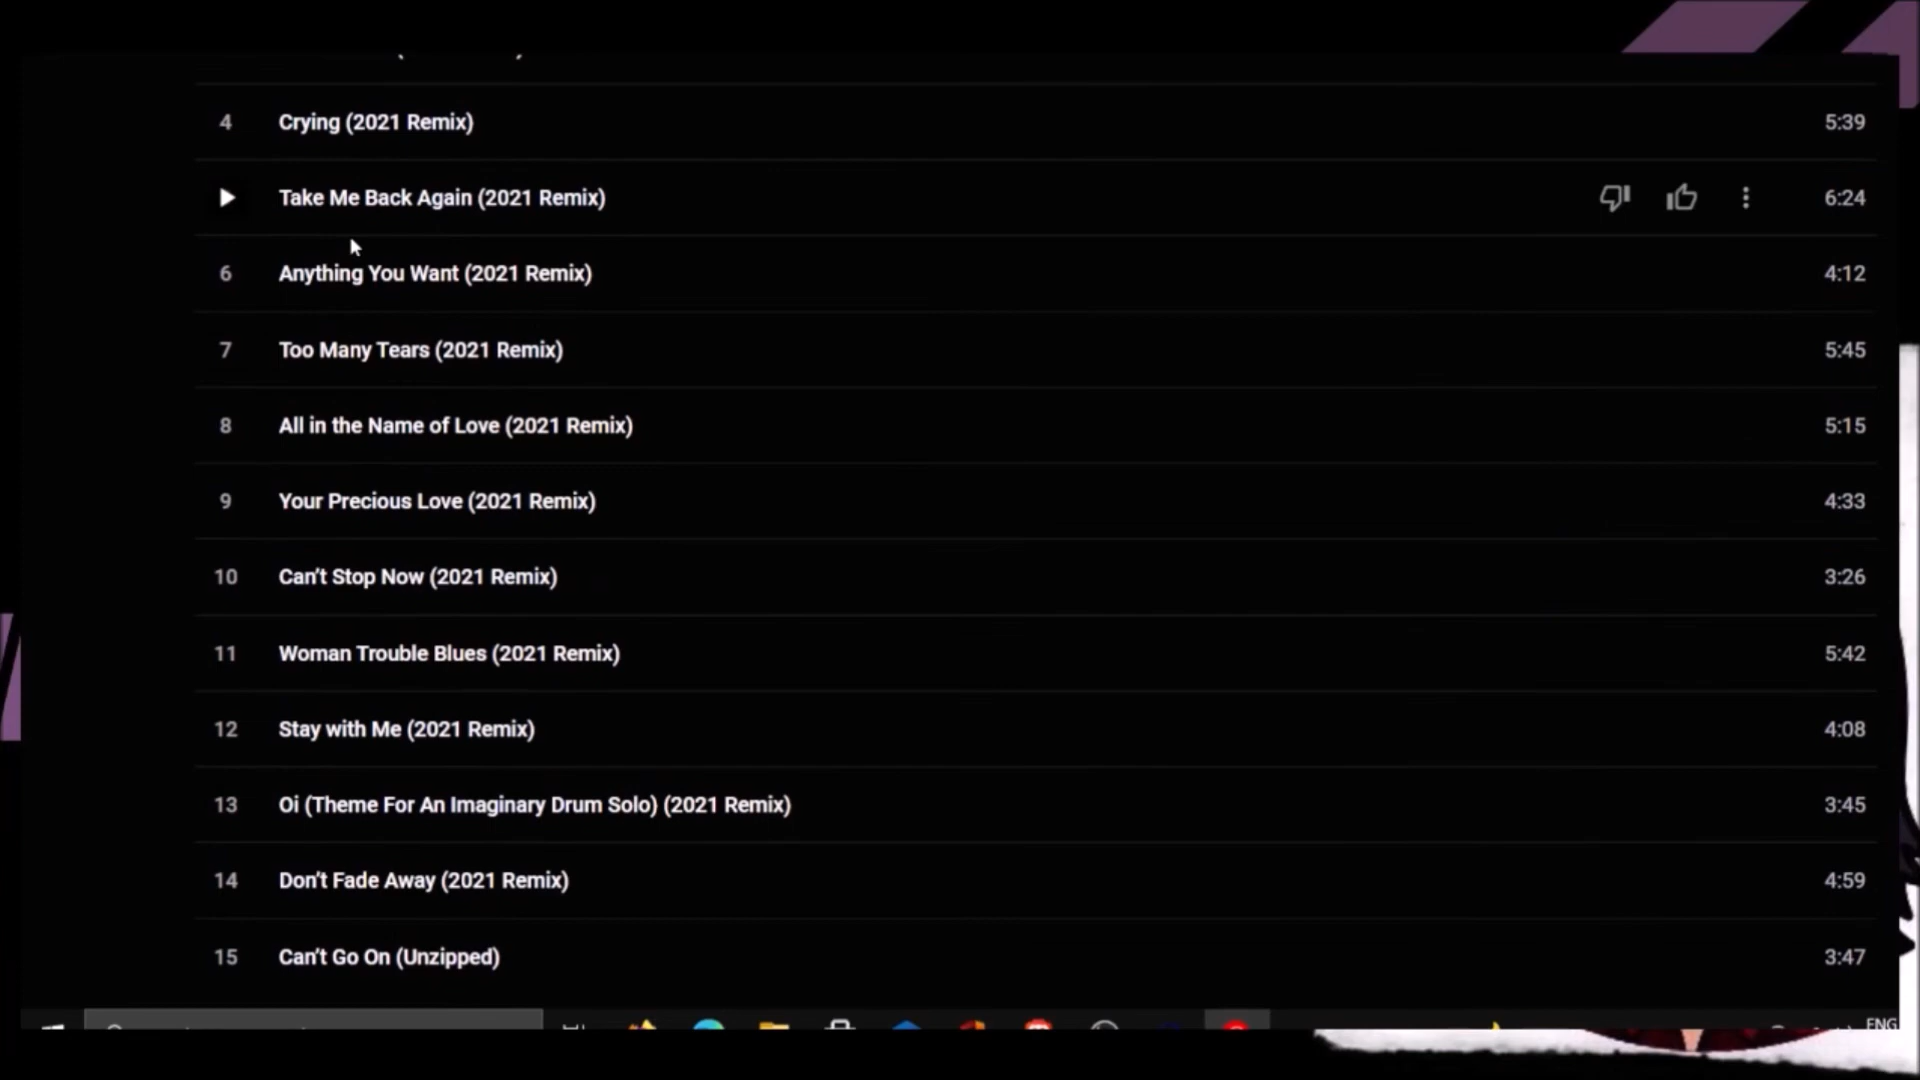 4 Crying (2021 Remix) 5:39
Take Me Back Again (2021 Remix) 6:24
6 Anything You Want (2021 Remix) 4:12
7 Too Many Tears (2021 Remix) 5:45
8 All in the Name of Love (2021 Remix) 5:15
9 Your Precious Love (2021 Remix) 4:33
10 Can't Stop Now (2021 Remix) 3:26
11 Woman Trouble Blues (2021 Remix) 5:42
12 Stay with Me (2021 Remix) 4:08
13 Oi (Theme For An Imaginary Drum Solo) (2021 Remix) 3:45
14 Don't Fade Away (2021 Remix) 4:59
15 Can't Go On (Unzipped) 3:47
ENG